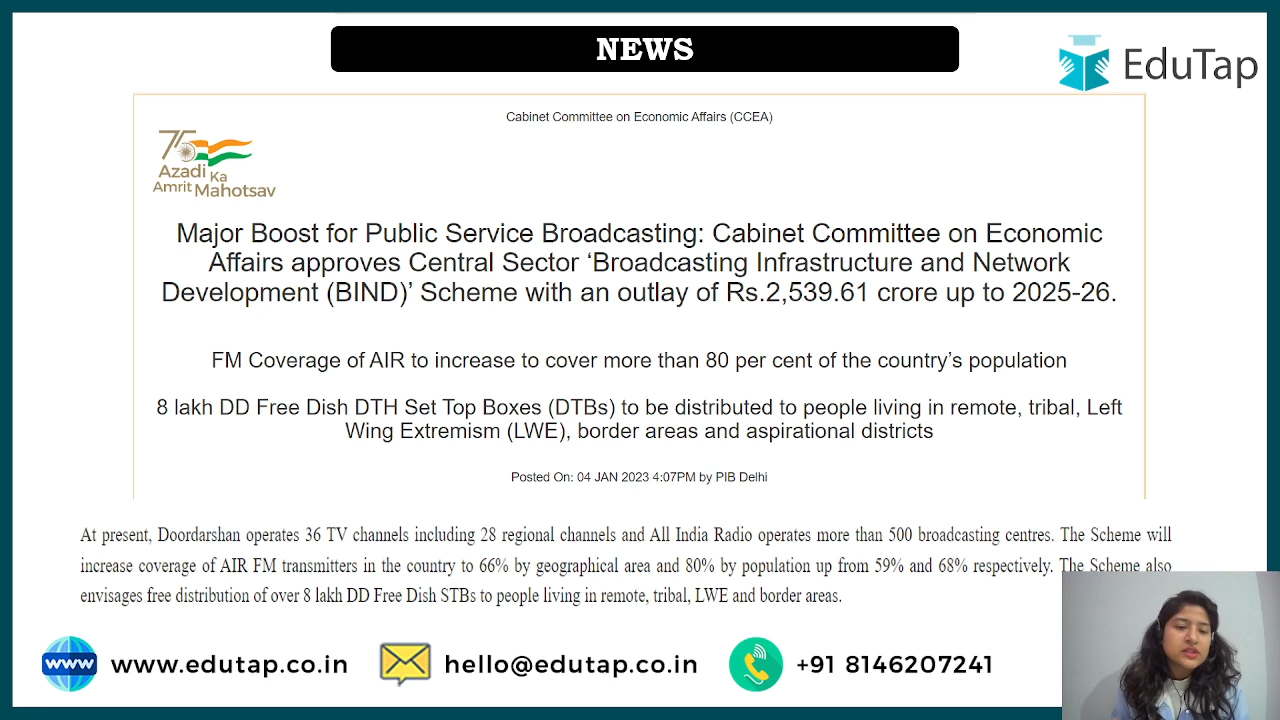 NEWS
EduTap
Cabinet Committee on Economic Affairs (CCEA)
75
Azadi Ka
Amrit Mahotsav
Major Boost for Public Service Broadcasting: Cabinet Committee on Economic
Affairs approves Central Sector ‘Broadcasting Infrastructure and Network
Development (BIND)’ Scheme with an outlay of Rs.2,539.61 crore up to 2025-26.
FM Coverage of AIR to increase to cover more than 80 per cent of the country’s population
8 lakh DD Free Dish DTH Set Top Boxes (DTBs) to be distributed to people living in remote, tribal, Left
Wing Extremism (LWE), border areas and aspirational districts
Posted On: 04 JAN 2023 4:07PM by PIB Delhi
At present, Doordarshan operates 36 TV channels including 28 regional channels and All India Radio operates more than 500 broadcasting centres. The Scheme will
increase coverage of AIR FM transmitters in the country to 66% by geographical area and 80% by population up from 59% and 68% respectively. The Scheme also
envisages free distribution of over 8 lakh DD Free Dish STBs to people living in remote, tribal, LWE and border areas.
www www.edutap.co.in hello@edutap.co.in +91 8146207241